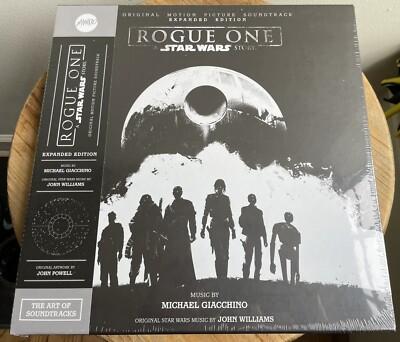 MONDO
ORIGINAL MOTION PICTURE SOUNDTRACK
EXPANDED EDITION
ROGUE ONE
A STAR WARS STORY
ROGUE ONE
A STAR WARS STORY
ORIGINAL MOTION PICTURE SOUNDTRACK
EXPANDED EDITION
MUSIC BY
MICHAEL GIACCHINO
ORIGINAL STAR WARS MUSIC BY
JOHN WILLIAMS
ORIGINAL ARTWORK BY
JOHN POWELL
THE ART OF
SOUNDTRACKS
MUSIC BY
MICHAEL GIACCHINO
ORIGINAL STAR WARS MUSIC BY JOHN WILLIAMS